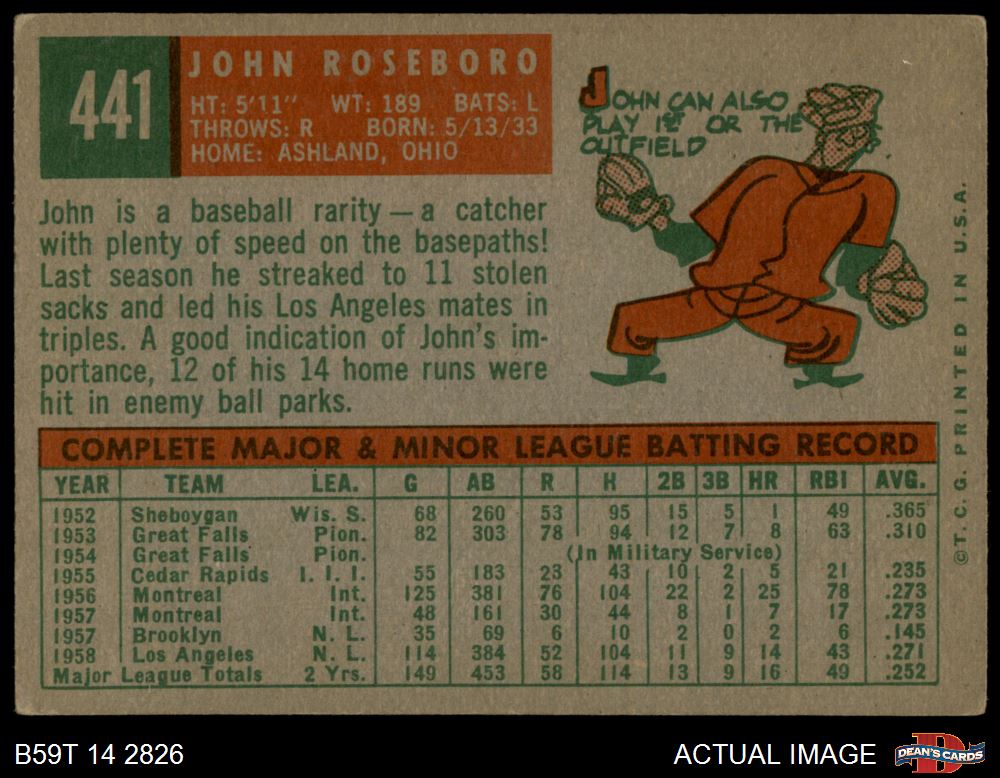 441
JOHN ROSEBORO
HT: 5'11" WT: 189 BATS: L
THROWS: R BORN: 5/13/33
HOME: ASHLAND, OHIO
JOHN CAN ALSO
PLAY 1ST OR THE
OUTFIELD
John is a baseball rarity — a catcher
with plenty of speed on the basepaths!
Last season he streaked to 11 stolen
sacks and led his Los Angeles mates in
triples. A good indication of John's im-
portance, 12 of his 14 home runs were
hit in enemy ball parks.
COMPLETE MAJOR & MINOR LEAGUE BATTING RECORD
YEAR TEAM LEA. G AB R H 2B 3B HR RBI AVG.
1952 Sheboygan Wis. S. 68 260 53 95 15 5 1 49 .365
1953 Great Falls Pion. 82 303 78 94 12 7 8 63 .310
1954 Great Falls Pion. (In Military Service)
1955 Cedar Rapids I. I. I. 55 183 23 43 10 2 5 21 .235
1956 Montreal Int. 125 381 76 104 22 2 25 78 .273
1957 Montreal Int. 48 161 30 44 8 1 7 17 .273
1957 Brooklyn N. L. 35 69 6 10 2 0 2 6 .145
1958 Los Angeles N. L. 114 384 52 104 11 9 14 43 .271
Major League Totals 2 Yrs. 149 453 58 114 13 9 16 49 .252
©T. C. G. PRINTED IN U.S.A.
B59T 14 2826
ACTUAL IMAGE
DEAN'S CARDS